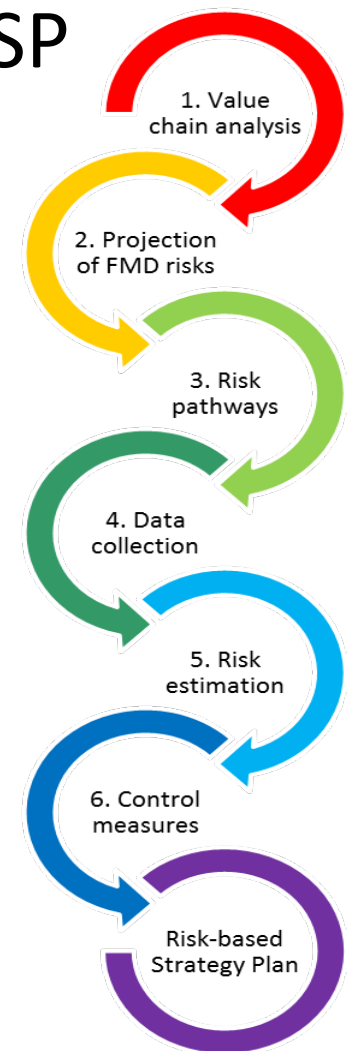 SP
1. Value
chain analysis
2. Projection
of FMD risks
3. Risk
pathways
4. Data
collection
5. Risk
estimation
6. Control
measures
Risk-based
Strategy Plan